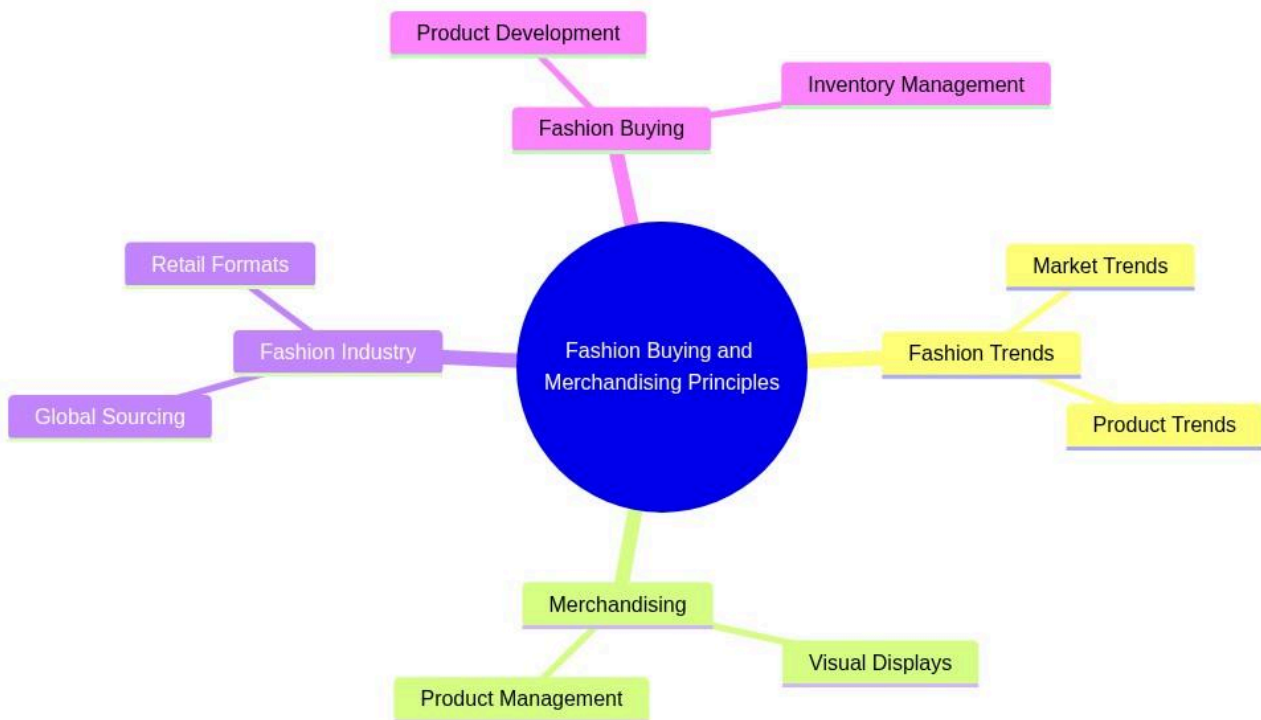 Product Development
Inventory Management
Fashion Buying
Retail Formats
Market Trends
Fashion Industry
Fashion Buying and
Merchandising Principles
Fashion Trends
Global Sourcing
Product Trends
Merchandising
Visual Displays
Product Management